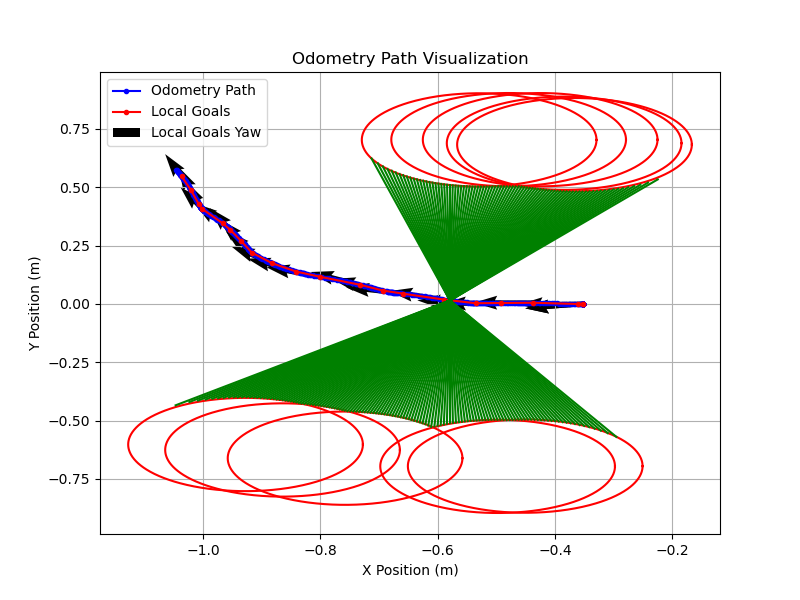 Odometry Path Visualization
Odometry Path
Local Goals
Local Goals Yaw
Y Position (m)
0.75
0.50
0.25
0.00
−0.25
−0.50
−0.75
−1.0 −0.8 −0.6 −0.4 −0.2
X Position (m)